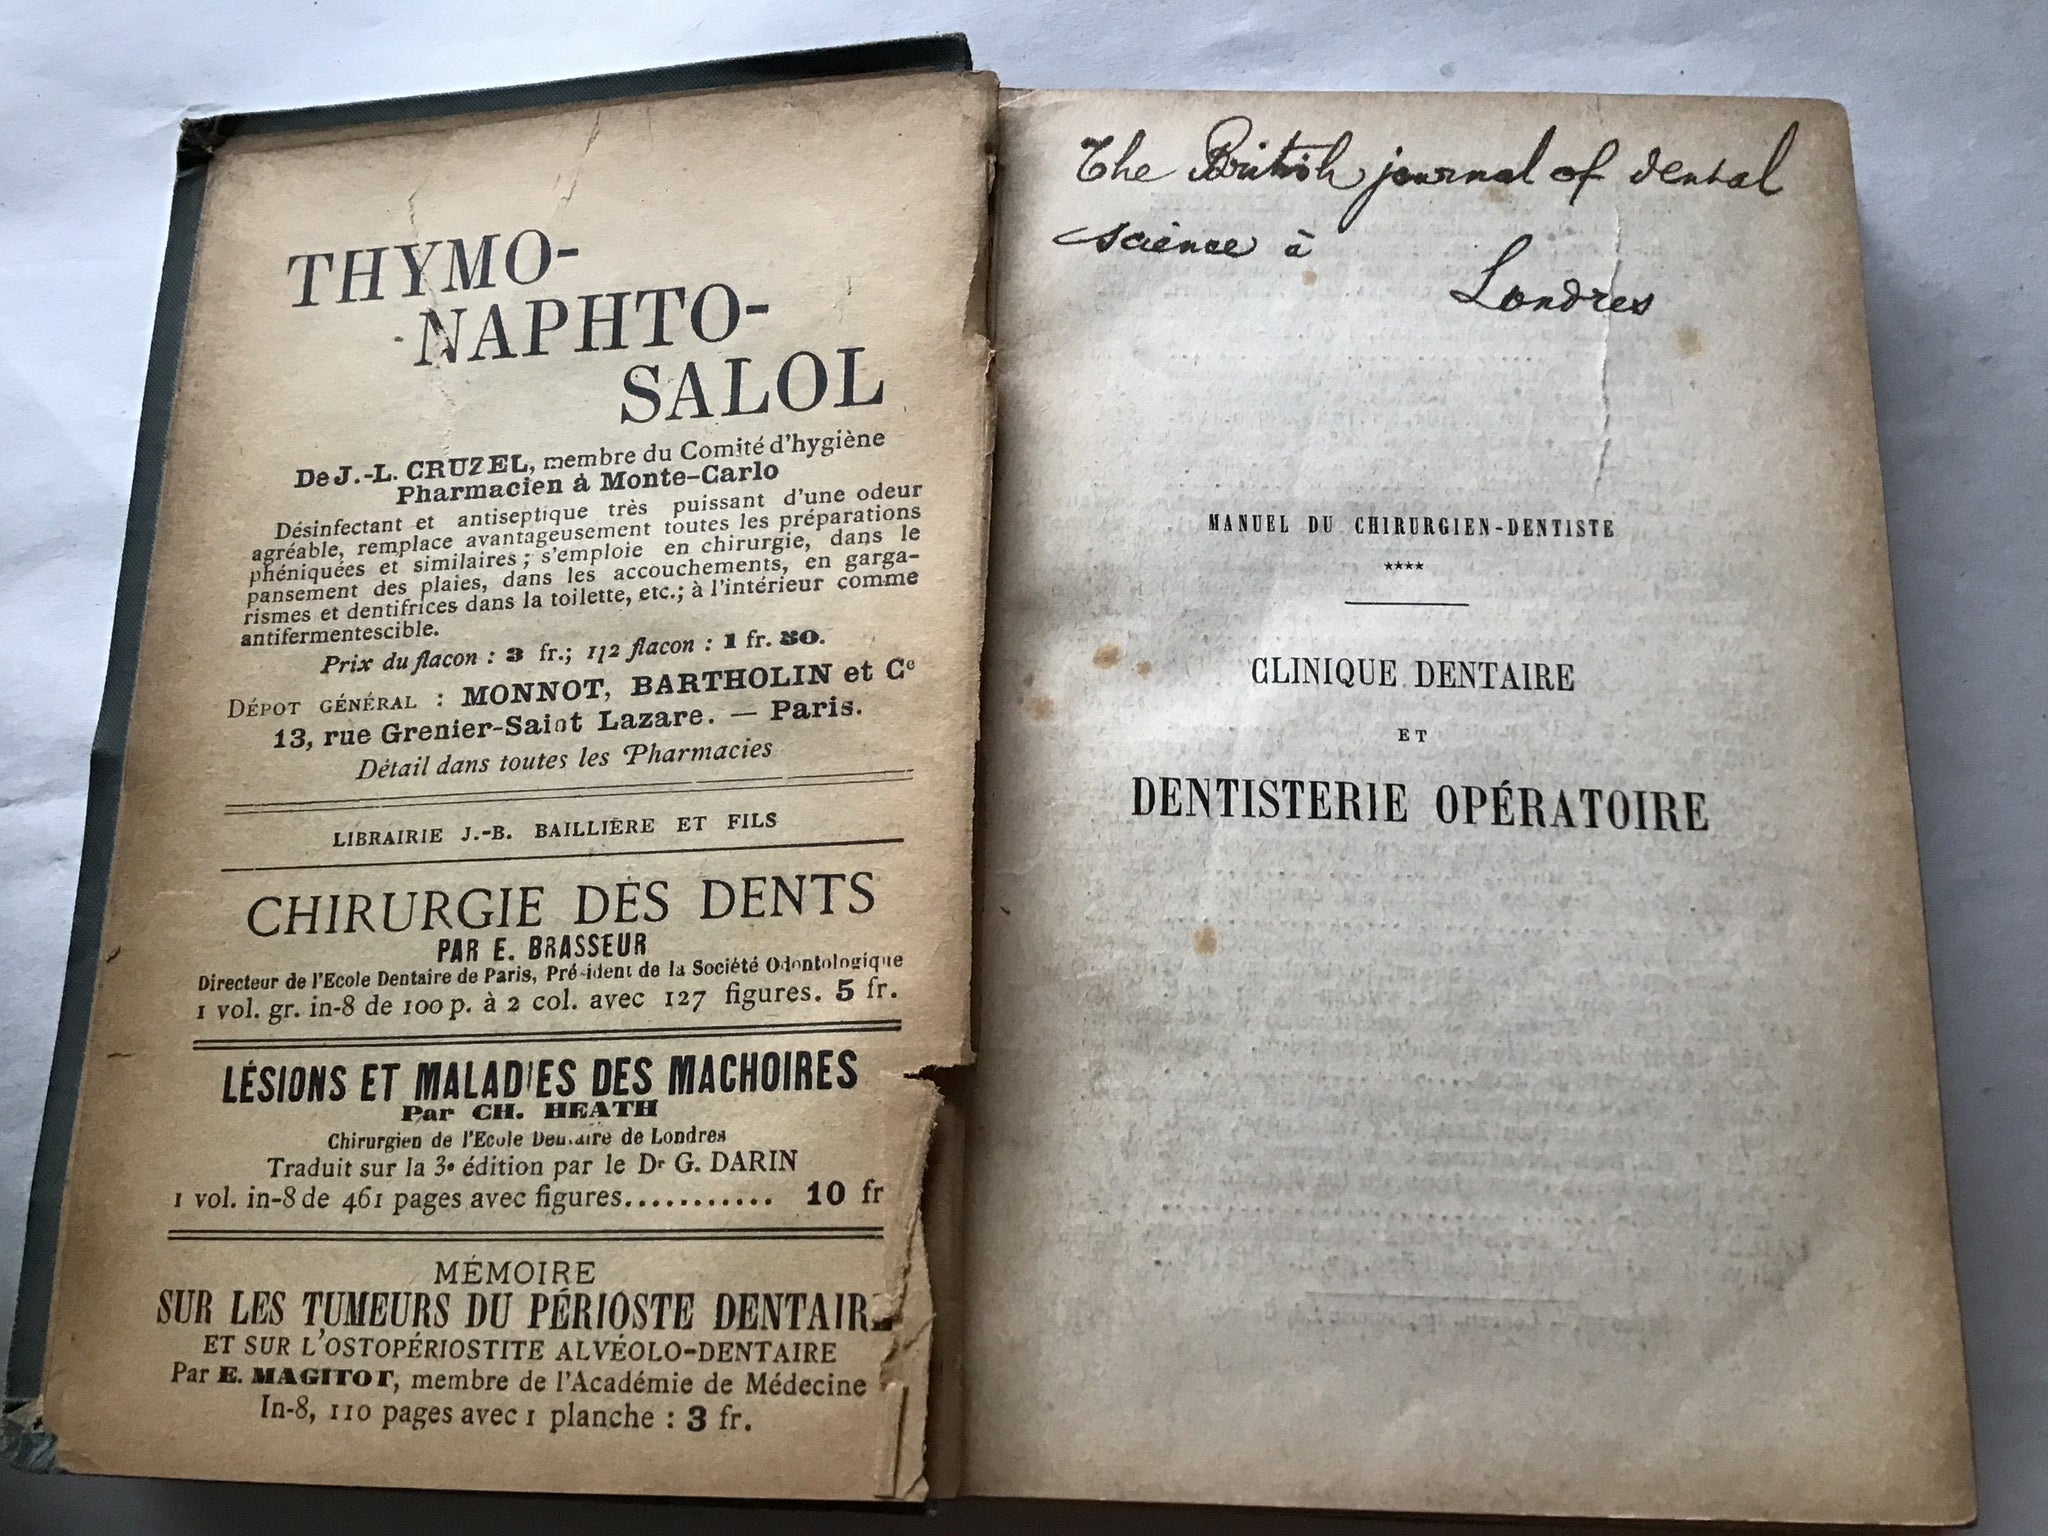 THYMO-
NAPHTO-
SALOL
De J.-L. CRUZEL, membre du Comité d'hygiène
Pharmacien à Monte-Carlo
Désinfectant et antiseptique très puissant d'une odeur
agréable, remplace avantageusement toutes les préparations
phéniquées et similaires ; s'emploie en chirurgie, dans le
pansement des plaies, dans les accouchements, en garga-
rismes et dentifrices dans la toilette, etc.; à l'intérieur comme
antifermentescible.
Prix du flacon : 3 fr.; 1/2 flacon : 1 fr. 50.
DÉPOT GÉNÉRAL : MONNOT, BARTHOLIN et Cᵉ
13, rue Grenier-Saint Lazare. — Paris.
Détail dans toutes les Pharmacies
LIBRAIRIE J.-B. BAILLIÈRE ET FILS
CHIRURGIE DES DENTS
PAR E. BRASSEUR
Directeur de l'Ecole Dentaire de Paris, Président de la Société Odontologique
1 vol. gr. in-8 de 100 p. à 2 col. avec 127 figures. 5 fr.
LÉSIONS ET MALADIES DES MACHOIRES
Par CH. HEATH
Chirurgien de l'Ecole Dentaire de Londres
Traduit sur la 3ᵉ édition par le Dʳ G. DARIN
1 vol. in-8 de 461 pages avec figures........... 10 fr
MÉMOIRE
SUR LES TUMEURS DU PÉRIOSTE DENTAIRE
ET SUR L'OSTOPÉRIOSTITE ALVÉOLO-DENTAIRE
Par E. MAGITOT, membre de l'Académie de Médecine
In-8, 110 pages avec 1 planche : 3 fr.
The British journal of dental
science à
Londres
MANUEL DU CHIRURGIEN-DENTISTE
****
CLINIQUE DENTAIRE
ET
DENTISTERIE OPÉRATOIRE